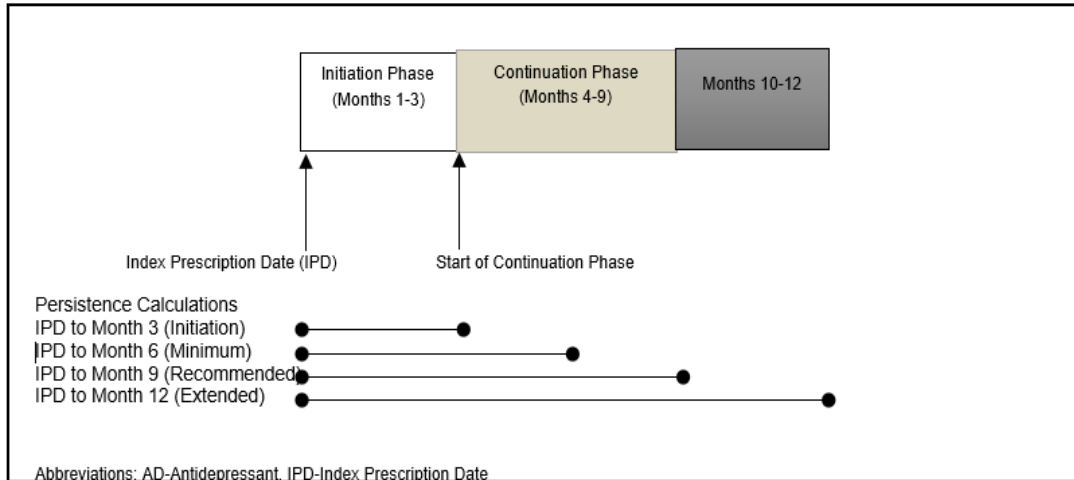 Initiation Phase
(Months 1-3)
Continuation Phase
(Months 4-9)
Months 10-12
Index Prescription Date (IPD)
Start of Continuation Phase
Persistence Calculations
IPD to Month 3 (Initiation)
IPD to Month 6 (Minimum)
IPD to Month 9 (Recommended)
IPD to Month 12 (Extended)
Abbreviations: AD-Antidepressant, IPD-Index Prescription Date